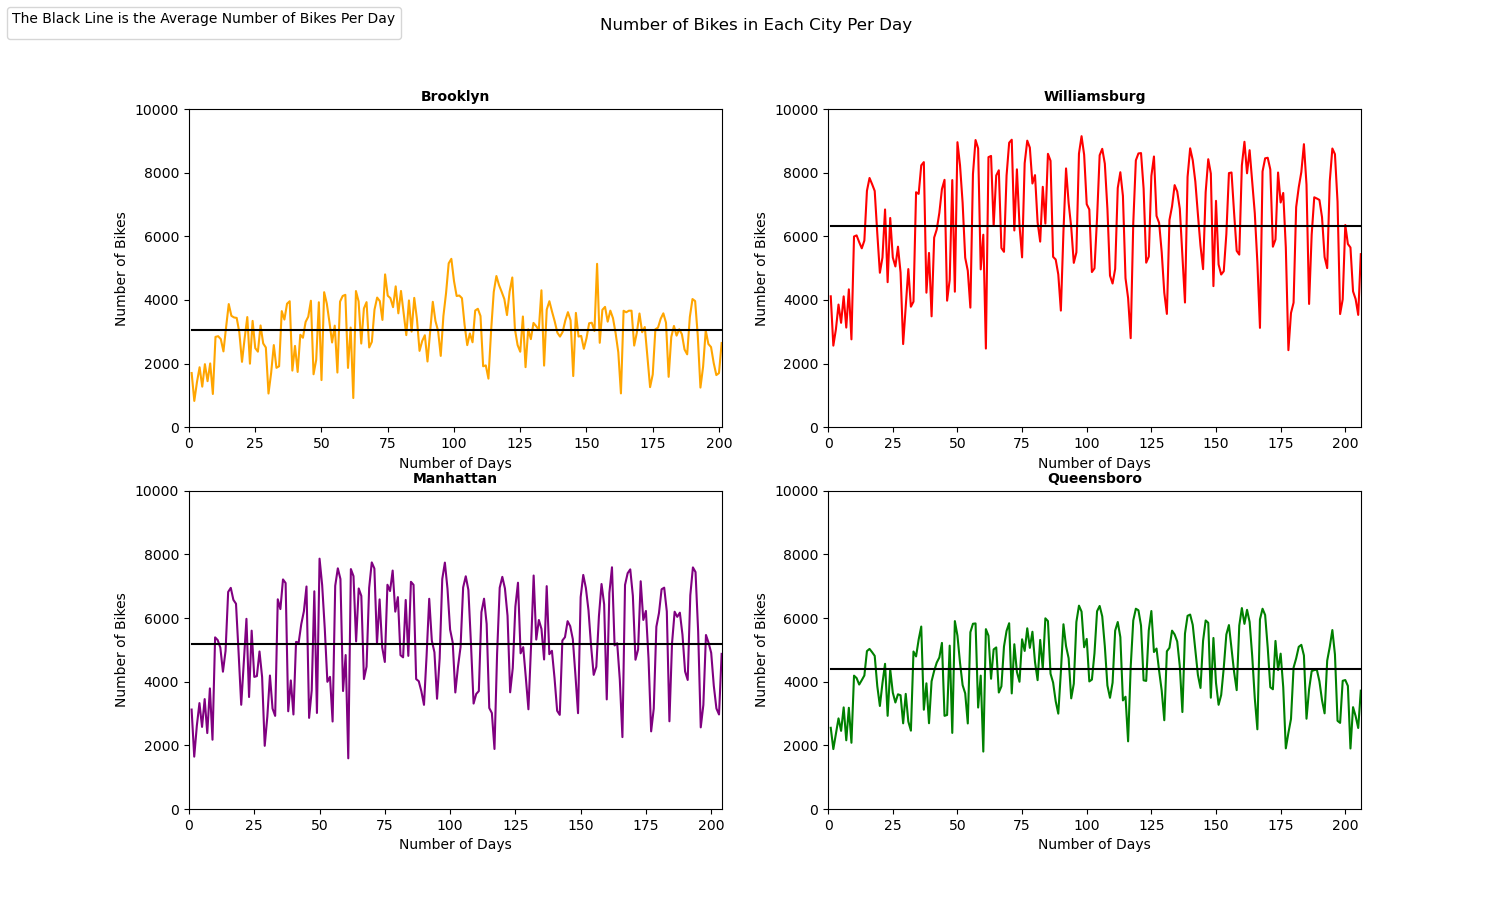 The Black Line is the Average Number of Bikes Per Day
Number of Bikes in Each City Per Day
Brooklyn
10000
8000
6000
4000
2000
0
Number of Bikes
0 25 50 75 100 125 150 175 200
Number of Days
Williamsburg
10000
8000
6000
4000
2000
0
Number of Bikes
0 25 50 75 100 125 150 175 200
Number of Days
Manhattan
10000
8000
6000
4000
2000
0
Number of Bikes
0 25 50 75 100 125 150 175 200
Number of Days
Queensboro
10000
8000
6000
4000
2000
0
Number of Bikes
0 25 50 75 100 125 150 175 200
Number of Days